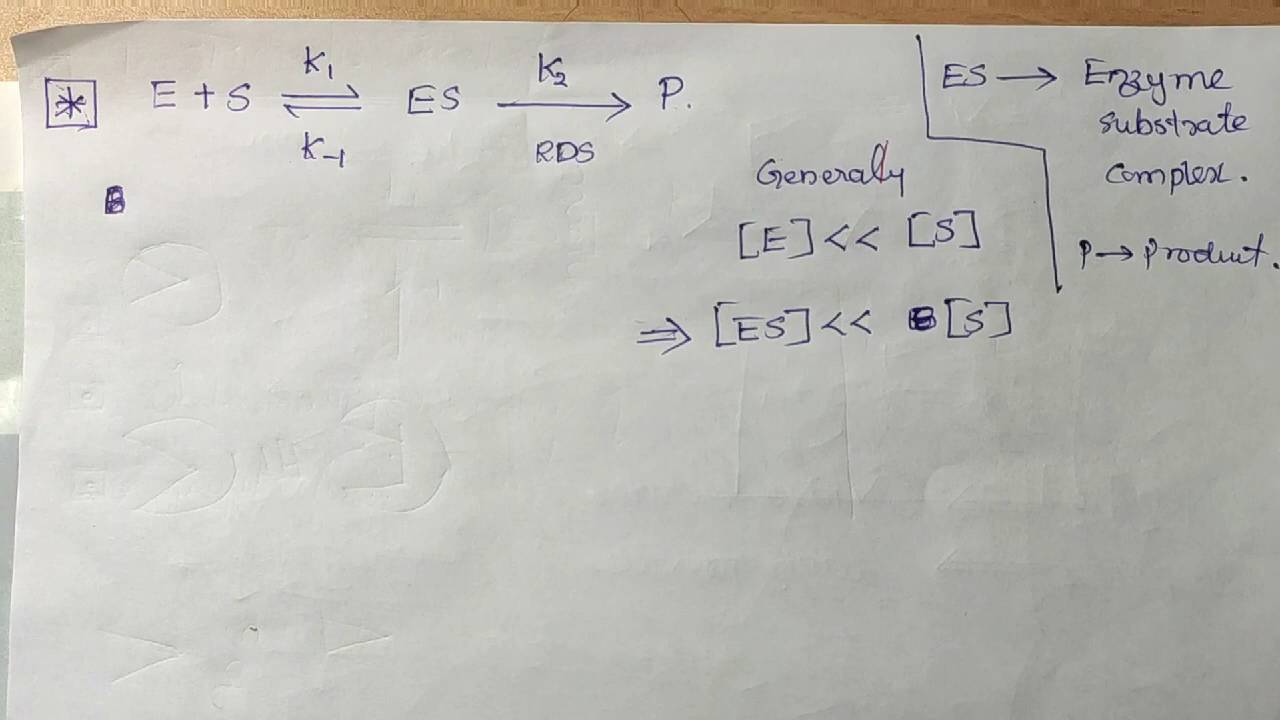 * E + S ⇌ ES → P.
K1
K-1
K2
RDS
ES → Enzyme
substrate
complex.
P → Product.
Generally
[E] << [S]
⇒ [ES] << [S]